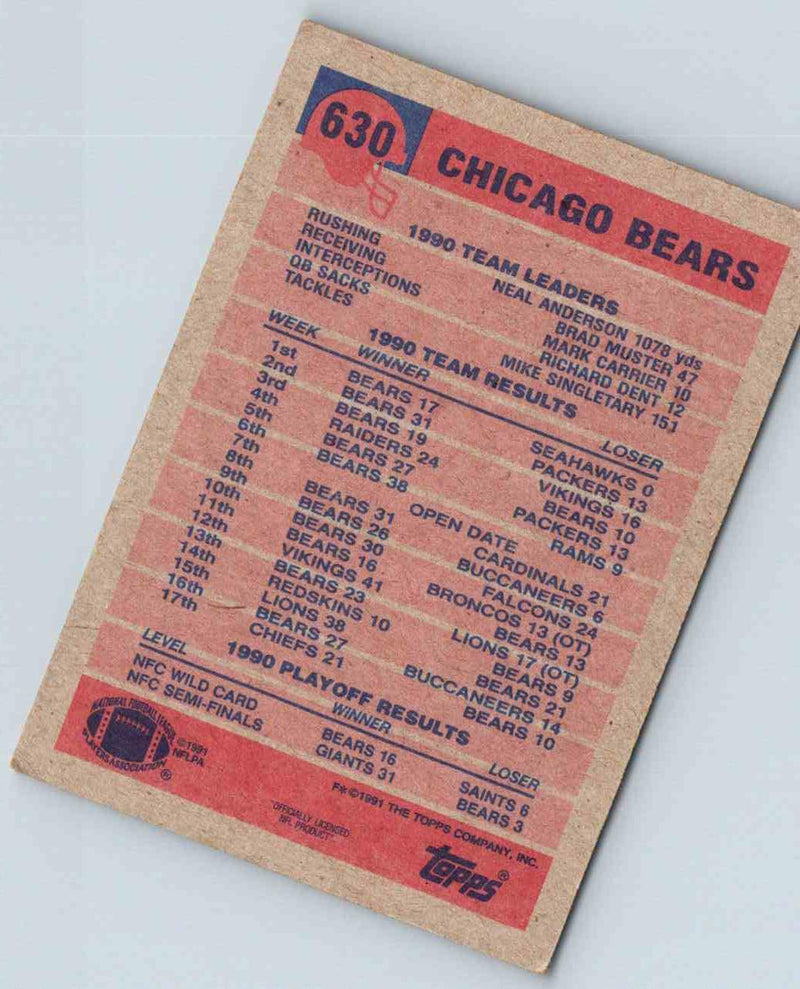 630 CHICAGO BEARS
1990 TEAM LEADERS
RUSHING NEAL ANDERSON 1078 yds
RECEIVING BRAD MUSTER 47
INTERCEPTIONS MARK CARRIER 10
QB SACKS RICHARD DENT 12
TACKLES MIKE SINGLETARY 151
1990 TEAM RESULTS
WEEK WINNER LOSER
1st BEARS 17 SEAHAWKS 0
2nd BEARS 31 PACKERS 13
3rd BEARS 19 VIKINGS 16
4th RAIDERS 24 BEARS 10
5th BEARS 27 PACKERS 13
6th BEARS 38 RAMS 9
7th OPEN DATE
8th BEARS 31 CARDINALS 21
9th BEARS 26 BUCCANEERS 6
10th BEARS 30 FALCONS 24
11th BEARS 16 BRONCOS 13 (OT)
12th VIKINGS 41 BEARS 13
13th BEARS 23 LIONS 17 (OT)
14th REDSKINS 10 BEARS 9
15th LIONS 38 BEARS 21
16th BEARS 27 BUCCANEERS 14
17th CHIEFS 21 BEARS 10
1990 PLAYOFF RESULTS
LEVEL WINNER LOSER
NFC WILD CARD BEARS 16 SAINTS 6
NFC SEMI-FINALS GIANTS 31 BEARS 3
NATIONAL FOOTBALL LEAGUE
PLAYERS ASSOCIATION ®
©1991
NFLPA
F* ©1991 THE TOPPS COMPANY, INC.
"OFFICIALLY LICENSED
NFL PRODUCT"
topps ®